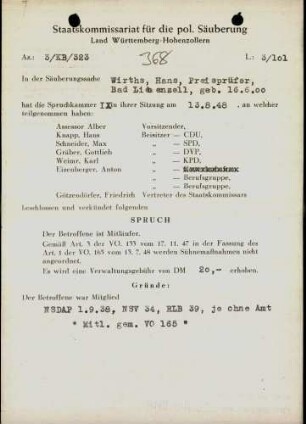 Staatskommissariat für die pol. Säuberung
Land Württemberg-Hohenzollern
Az.: 3/KB/323 368 L: 3/101
In der Säuberungssache Wirths, Hans, Preisprüfer,
Bad Liebenzell, geb. 16.6.00
hat die Spruchkammer II in ihrer Sitzung am 13.8.48 , an welcher
teilgenommen haben:
Assessor Alber Vorsitzender,
Knapp, Hans Beisitzer — CDU,
Schneider, Max „ — SPD,
Grüber, Gottlieb „ — DVP,
Weimr, Karl „ — KPD,
Eisenberger, Anton „ —
„ — Berufsgruppe,
„ — Berufsgruppe,
Götzendörfer, Friedrich Vertreter des Staatskommissars
beschlossen und verkündet folgenden
SPRUCH
Der Betroffene ist Mitläufer.
Gemäß Art. 3 des VO. 133 vom 17. 11. 47 in der Fassung des
Art. 1 der VO. 165 vom 13. 7. 48 werden Sühnemaßnahmen nicht
angeordnet.
Es wird eine Verwaltungsgebühr von DM 20,- erhoben.
Gründe:
Der Betroffene war Mitglied
NSDAP 1.9.38, NSV 34, HLB 39, je ohne Amt
" Mitl. gem. VO 165 "